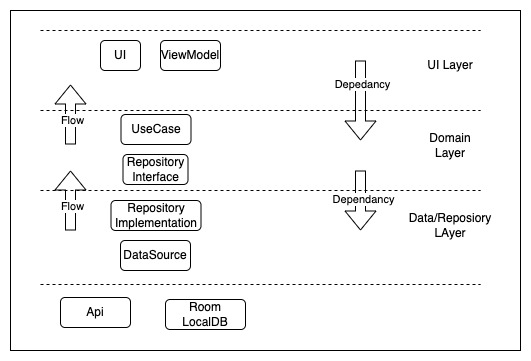 UI
ViewModel
UI Layer
Depedancy
Flow
UseCase
Domain
Layer
Repository
Interface
Flow
Dependancy
Repository
Implementation
Data/Reposiory
LAyer
DataSource
Api
Room
LocalDB